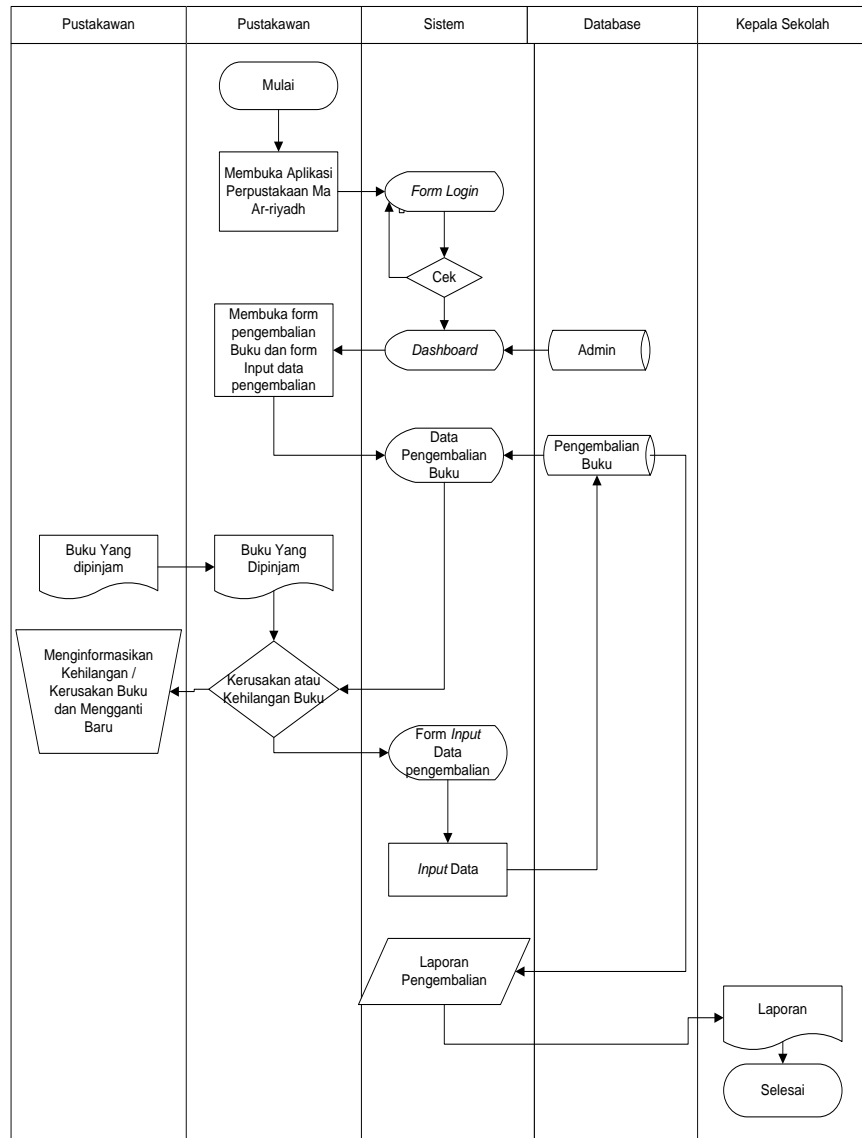 Pustakawan
Pustakawan
Sistem
Database
Kepala Sekolah
Mulai
Membuka Aplikasi
Perpustakaan Ma
Ar-riyadh
Form Login
Cek
Membuka form
pengembalian
Buku dan form
Input data
pengembalian
Dashboard
Admin
Data
Pengembalian
Buku
Pengembalian
Buku
Buku Yang
dipinjam
Buku Yang
Dipinjam
Menginformasikan
Kehilangan /
Kerusakan Buku
dan Mengganti
Baru
Kerusakan atau
Kehilangan Buku
Form Input
Data
pengembalian
Input Data
Laporan
Pengembalian
Laporan
Selesai